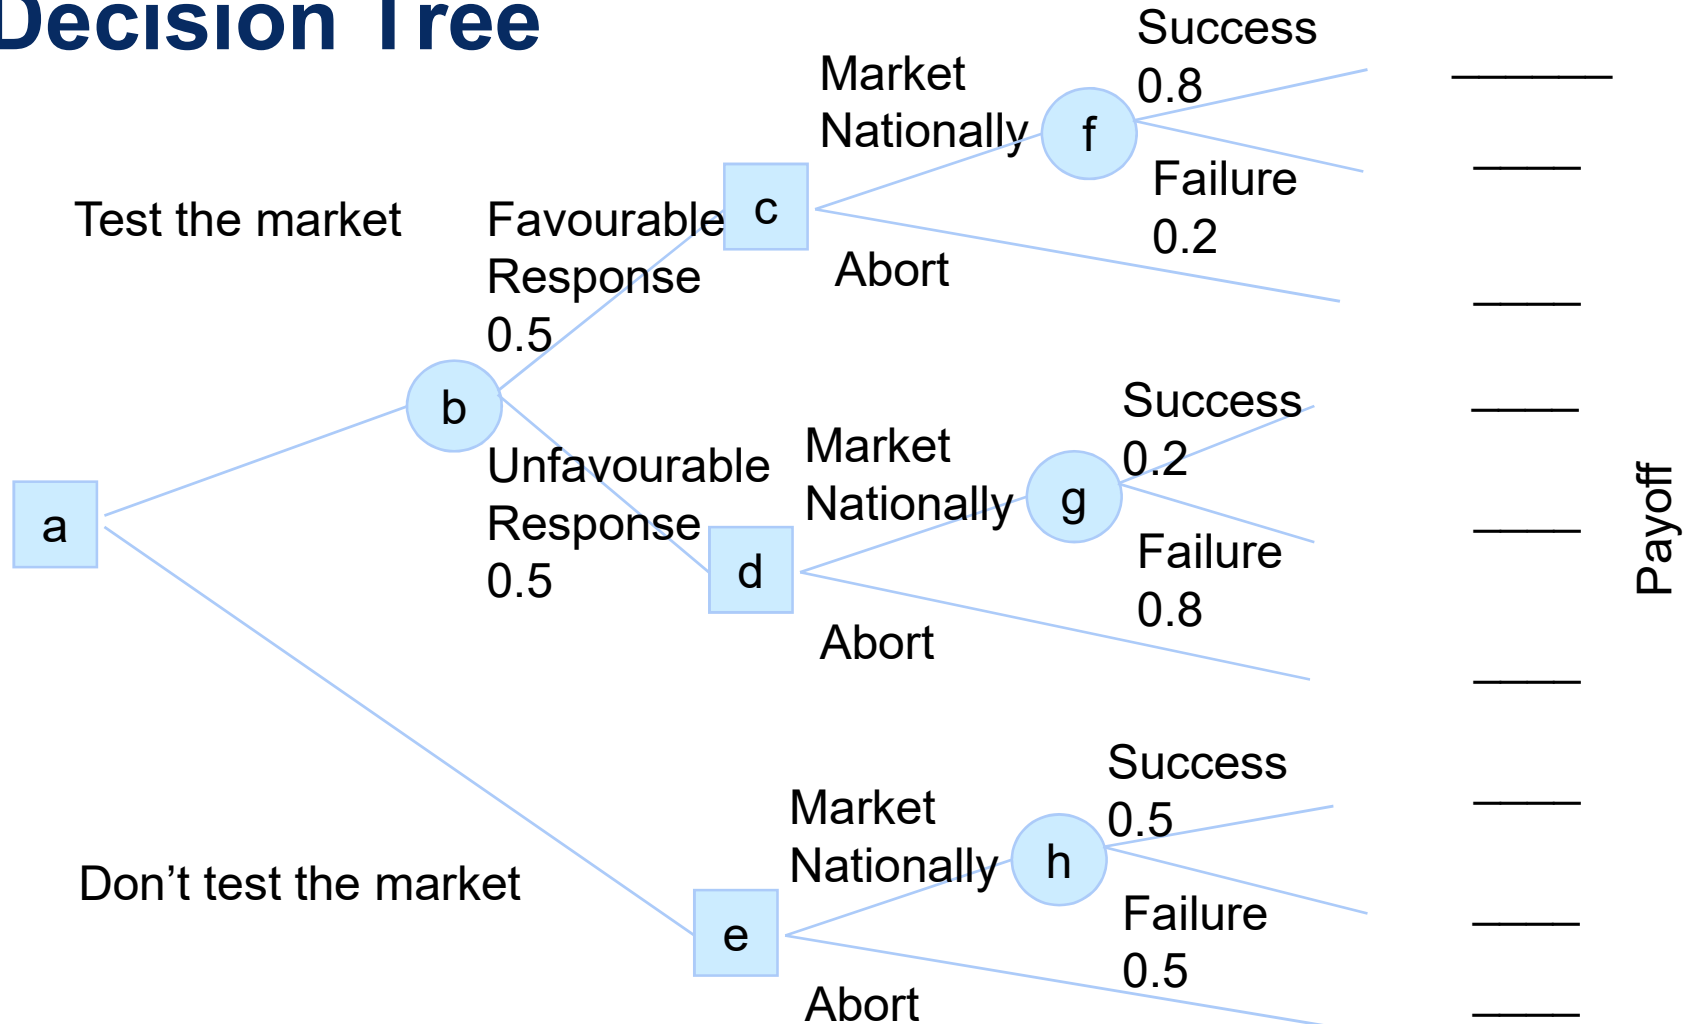 Decision Tree
Success
0.8
Market
Nationally
f
Failure
0.2
c
Abort
Test the market
Favourable
Response
0.5
b
Unfavourable
Response
0.5
a
Success
0.2
Market
Nationally
g
Failure
0.8
d
Abort
Payoff
Success
0.5
Market
Nationally
h
Failure
0.5
Don’t test the market
e
Abort